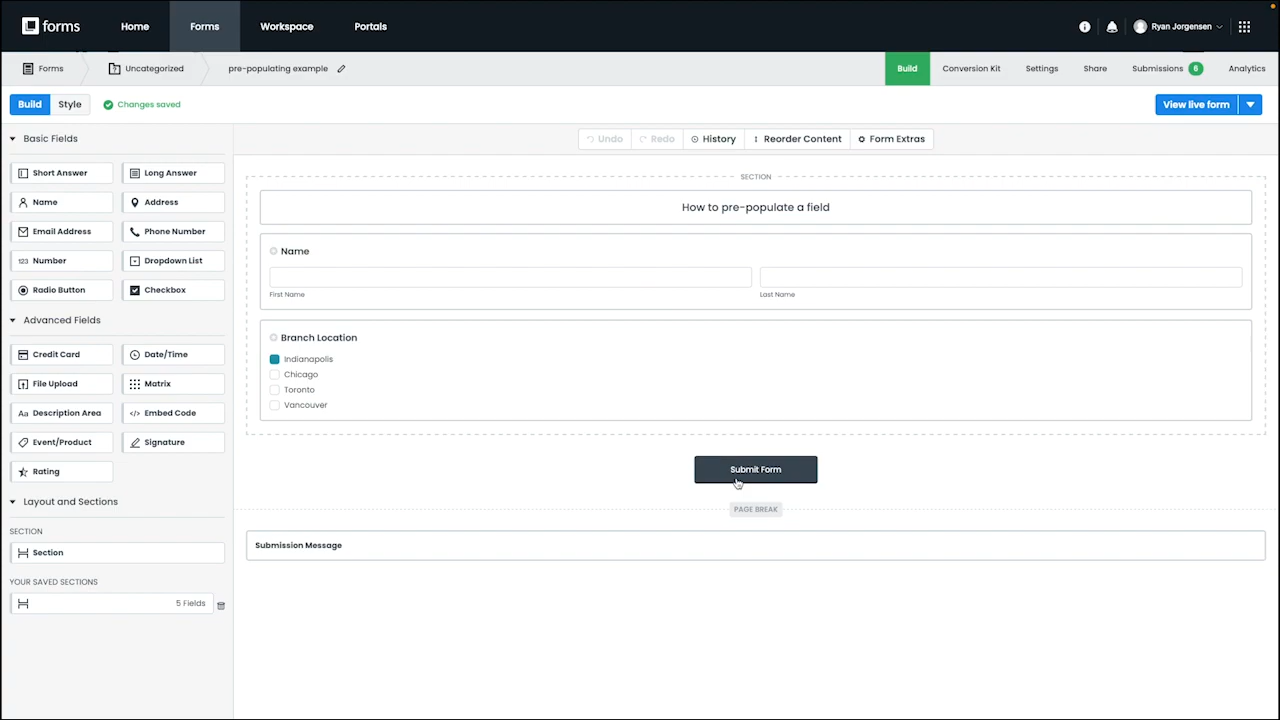 forms
Home
Forms
Workspace
Portals
Ryan Jorgensen
Forms
Uncategorized
pre-populating example
Build
Conversion Kit
Settings
Share
Submissions 6
Analytics
Build
Style
Changes saved
View live form
Basic Fields
Undo
Redo
History
Reorder Content
Form Extras
Short Answer
Long Answer
Name
Address
Email Address
Phone Number
123 Number
Dropdown List
Radio Button
Checkbox
Advanced Fields
Credit Card
Date/Time
File Upload
Matrix
Aa Description Area
</> Embed Code
Event/Product
Signature
Rating
Layout and Sections
SECTION
Section
YOUR SAVED SECTIONS
5 Fields
SECTION
How to pre-populate a field
Name
First Name
Last Name
Branch Location
Indianapolis
Chicago
Toronto
Vancouver
Submit Form
PAGE BREAK
Submission Message